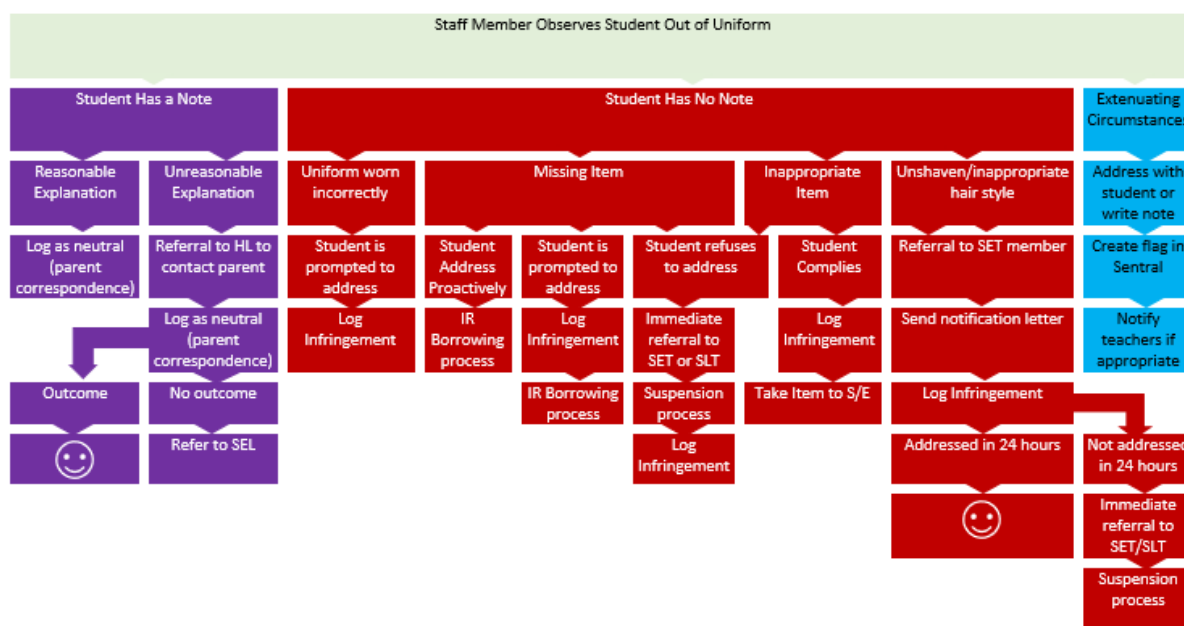 Staff Member Observes Student Out of Uniform
Student Has a Note
Student Has No Note
Extenuating
Circumstances
Reasonable
Explanation
Unreasonable
Explanation
Uniform worn
incorrectly
Missing Item
Inappropriate
Item
Unshaven/inappropriate
hair style
Address with
student or
write note
Log as neutral
(parent
correspondence)
Referral to HL to
contact parent
Student is
prompted to
address
Student
Address
Proactively
Student is
prompted to
address
Student refuses
to address
Student
Complies
Referral to SET member
Create flag in
Sentral
Log as neutral
(parent
correspondence)
Log
Infringement
IR
Borrowing
process
Log
Infringement
Immediate
referral to
SET or SLT
Log
Infringement
Send notification letter
Notify
teachers if
appropriate
Outcome
No outcome
IR Borrowing
process
Suspension
process
Take Item to S/E
Log Infringement
Refer to SEL
Log
Infringement
Addressed in 24 hours
Not addressed
in 24 hours
Immediate
referral to
SET/SLT
Suspension
process